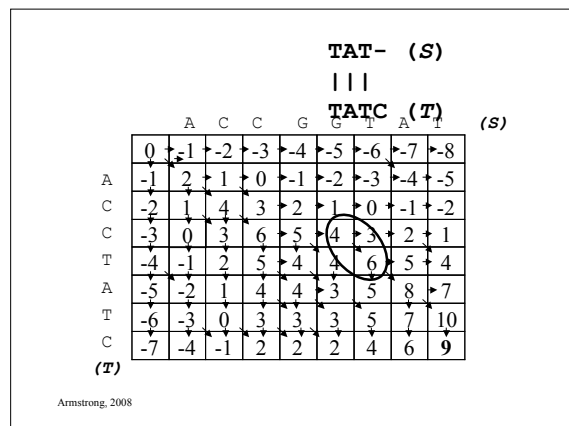 TAT- (S)
|||
TATC (T)
A C C G G T A T (S)
0 -1 -2 -3 -4 -5 -6 -7 -8
A -1 2 1 0 -1 -2 -3 -4 -5
C -2 1 4 3 2 1 0 -1 -2
C -3 0 3 6 5 4 3 2 1
T -4 -1 2 5 4 4 6 5 4
A -5 -2 1 4 4 3 5 8 7
T -6 -3 0 3 3 3 5 7 10
C -7 -4 -1 2 2 2 4 6 9
(T)
Armstrong, 2008